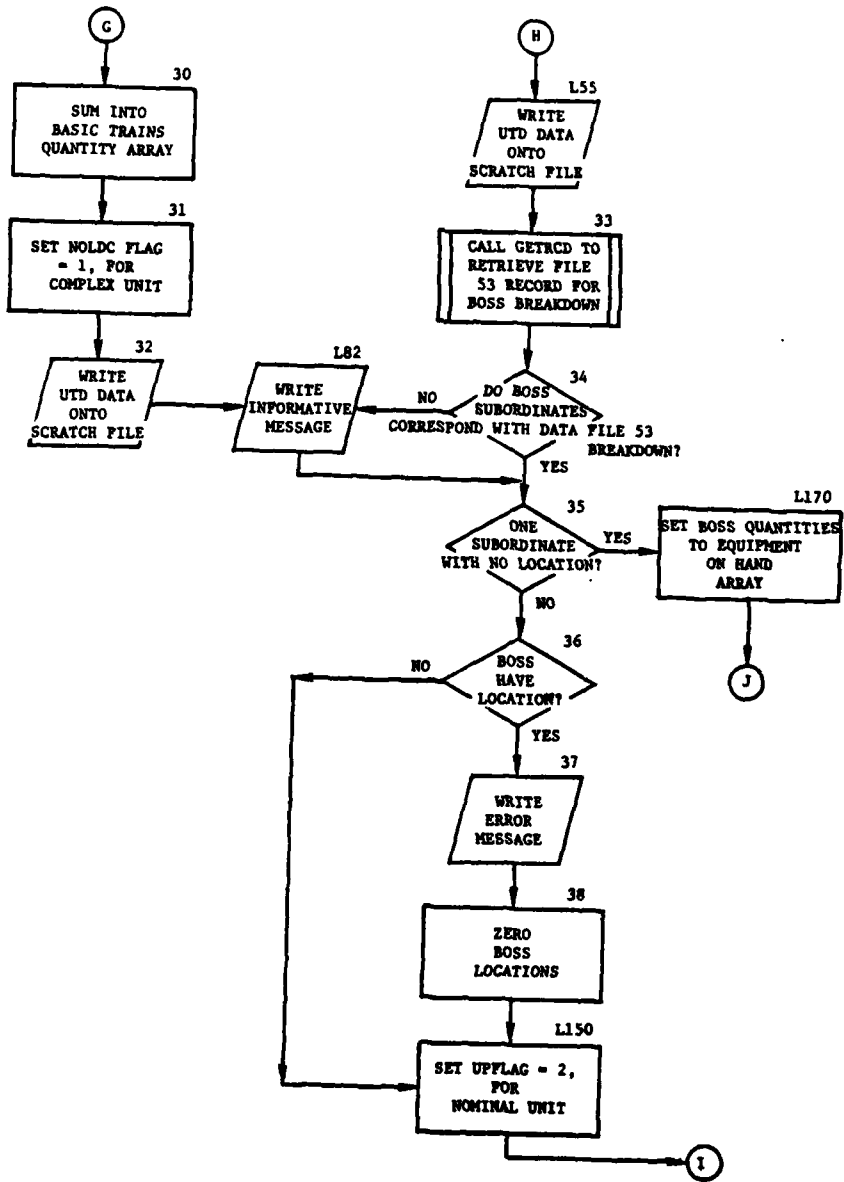 G
30
SUM INTO
BASIC TRAINS
QUANTITY ARRAY
31
SET NOLDC FLAG
= 1, FOR
COMPLEX UNIT
32
WRITE
UTD DATA
ONTO
SCRATCH FILE
L82
WRITE
INFORMATIVE
MESSAGE
H
L55
WRITE
UTD DATA
ONTO
SCRATCH FILE
33
CALL GETRCD TO
RETRIEVE FILE
53 RECORD FOR
BOSS BREAKDOWN
34
NO
DO BOSS
SUBORDINATES
CORRESPOND WITH DATA FILE 53
BREAKDOWN?
YES
35
ONE
SUBORDINATE
WITH NO LOCATION?
YES
NO
L170
SET BOSS QUANTITIES
TO EQUIPMENT
ON HAND
ARRAY
J
36
NO
BOSS
HAVE
LOCATION?
YES
37
WRITE
ERROR
MESSAGE
38
ZERO
BOSS
LOCATIONS
L150
SET UPFLAG = 2,
FOR
NOMINAL UNIT
I